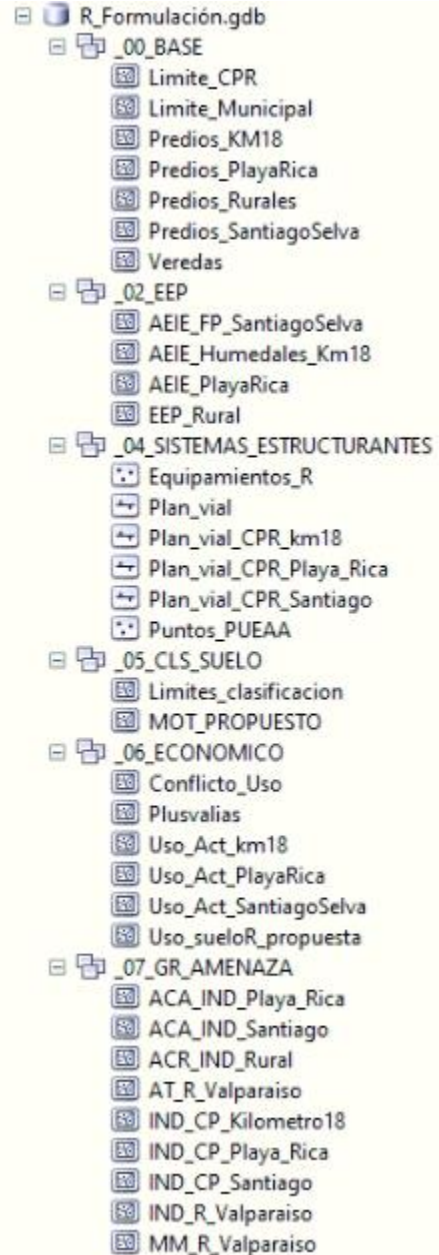 R_Formulación.gdb
_00_BASE
Limite_CPR
Limite_Municipal
Predios_KM18
Predios_PlayaRica
Predios_Rurales
Predios_SantiagoSelva
Veredas
_02_EEP
AEIE_FP_SantiagoSelva
AEIE_Humedales_Km18
AEIE_PlayaRica
EEP_Rural
_04_SISTEMAS_ESTRUCTURANTES
Equipamientos_R
Plan_vial
Plan_vial_CPR_km18
Plan_vial_CPR_Playa_Rica
Plan_vial_CPR_Santiago
Puntos_PUEAA
_05_CLS_SUELO
Limites_clasificacion
MOT_PROPUESTO
_06_ECONOMICO
Conflicto_Uso
Plusvalias
Uso_Act_km18
Uso_Act_PlayaRica
Uso_Act_SantiagoSelva
Uso_sueloR_propuesta
_07_GR_AMENAZA
ACA_IND_Playa_Rica
ACA_IND_Santiago
ACR_IND_Rural
AT_R_Valparaiso
IND_CP_Kilometro18
IND_CP_Playa_Rica
IND_CP_Santiago
IND_R_Valparaiso
MM_R_Valparaiso